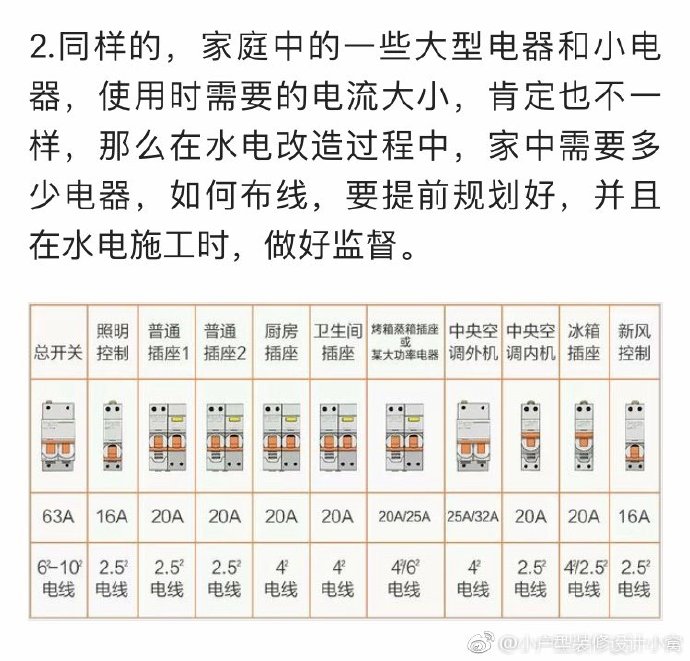 2.同样的，家庭中的一些大型电器和小电
器，使用时需要的电流大小，肯定也不一
样，那么在水电改造过程中，家中需要多
少电器，如何布线，要提前规划好，并且
在水电施工时，做好监督。
总开关 照明控制 普通插座1 普通插座2 厨房插座 卫生间插座 烤箱蒸箱插座或某大功率电器 中央空调外机 中央空调内机 冰箱插座 新风控制
63A 16A 20A 20A 20A 20A 20A/25A 25A/32A 20A 20A 16A
6²-10²电线 2.5²电线 2.5²电线 2.5²电线 4²电线 4²电线 4²/6²电线 4²电线 2.5²电线 4²/2.5²电线 2.5²电线
@小户型装修设计小窝